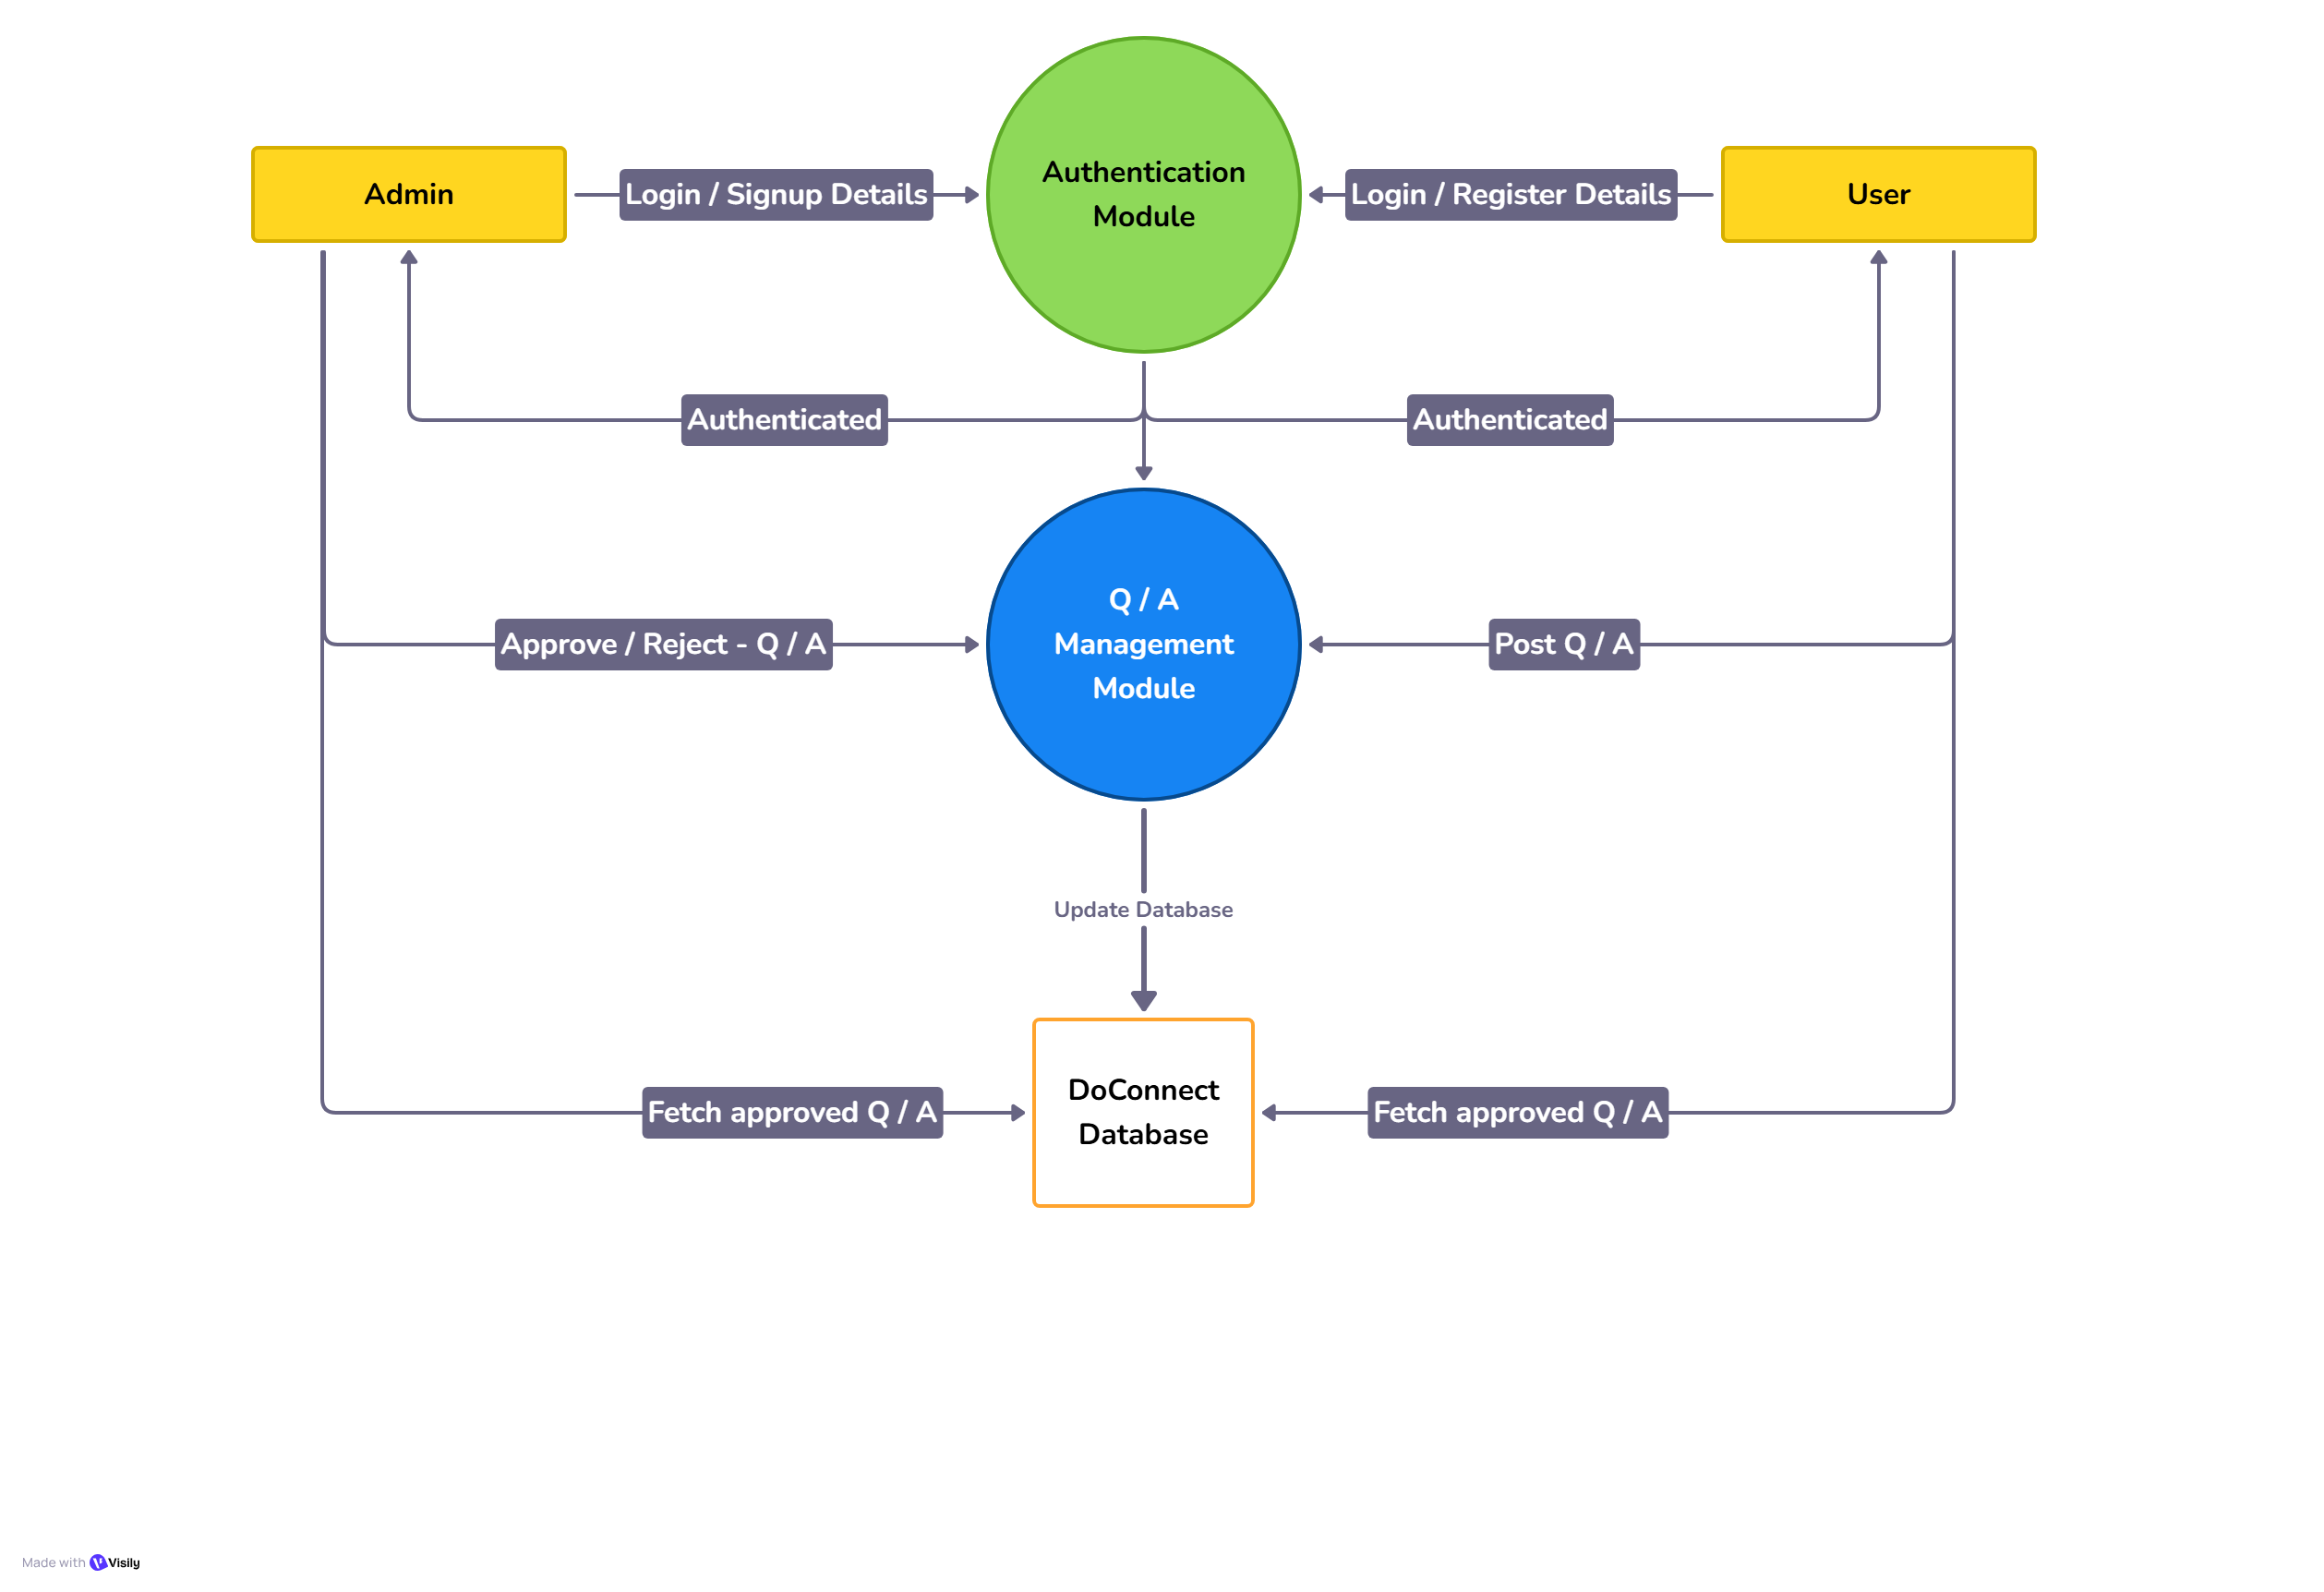 Admin
Login / Signup Details
Authentication
Module
Login / Register Details
User
Authenticated
Authenticated
Q / A
Management
Module
Approve / Reject - Q / A
Post Q / A
Update Database
DoConnect
Database
Fetch approved Q / A
Fetch approved Q / A
Made with Visily